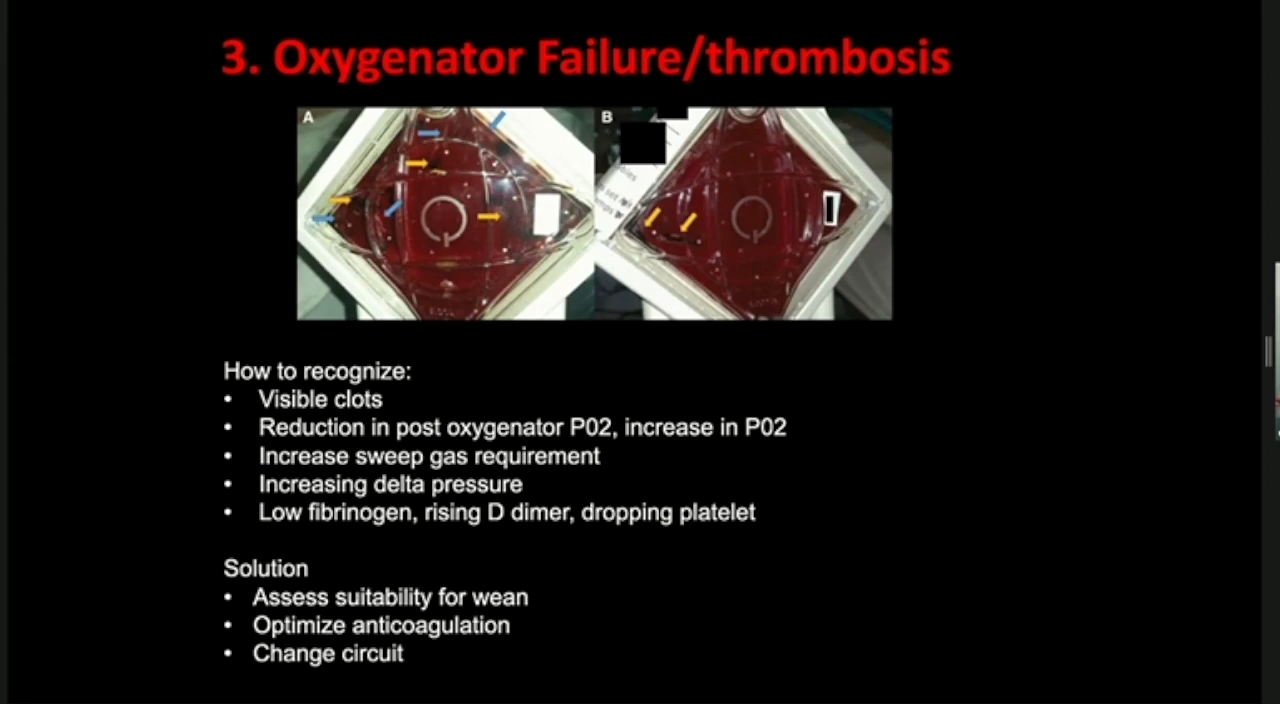 3. Oxygenator Failure/thrombosis
A
B
How to recognize:
• Visible clots
• Reduction in post oxygenator P02, increase in P02
• Increase sweep gas requirement
• Increasing delta pressure
• Low fibrinogen, rising D dimer, dropping platelet
Solution
• Assess suitability for wean
• Optimize anticoagulation
• Change circuit